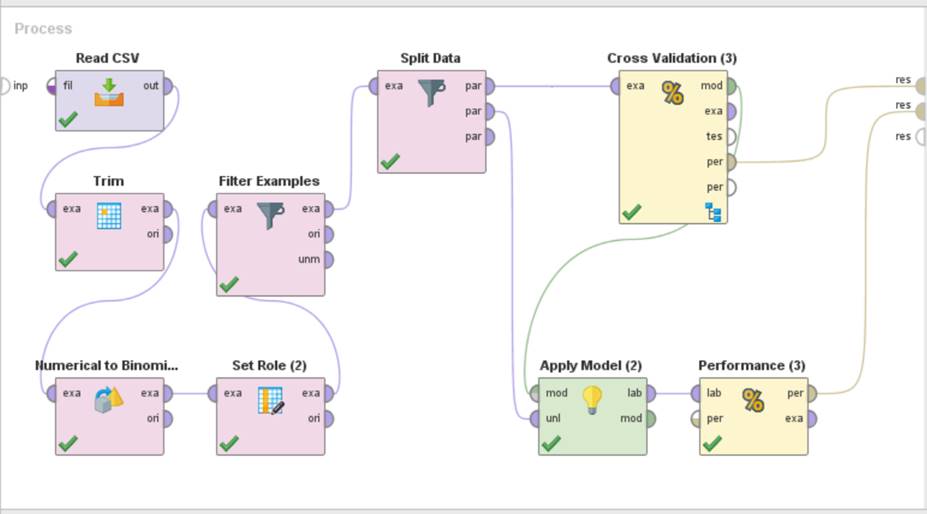 Process
inp
Read CSV
fil out
Trim
exa exa
ori
Numerical to Binomi...
exa exa
ori
Set Role (2)
exa exa
ori
Filter Examples
exa exa
ori
unm
Split Data
exa par
par
par
Cross Validation (3)
exa mod
exa
tes
per
per
Apply Model (2)
mod lab
unl mod
Performance (3)
lab per
per exa
res
res
res